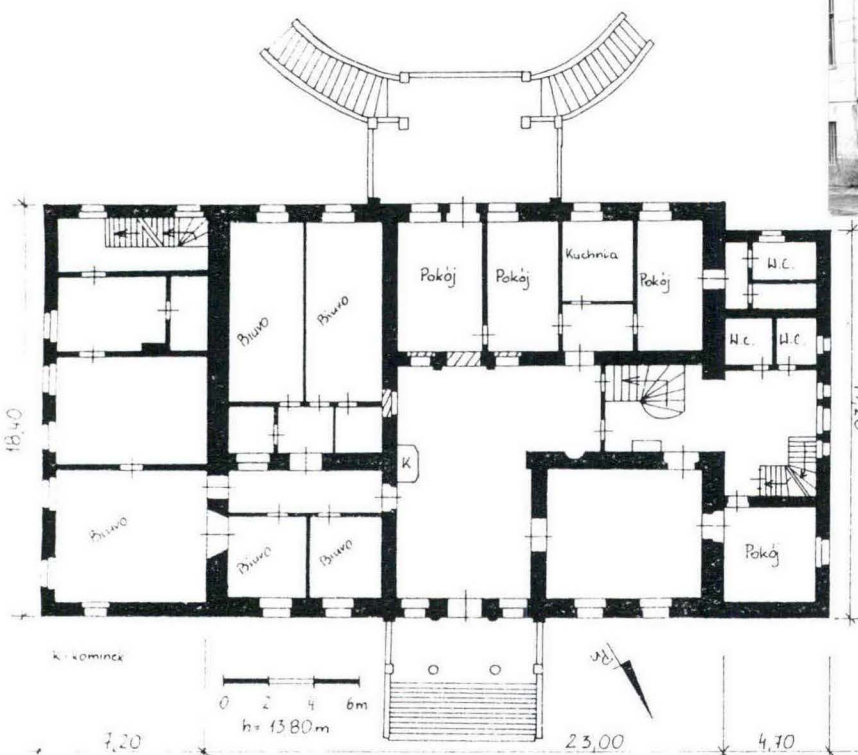 Kuchnia
W.C.
Pokój
Pokój
Pokój
Biuro
Biuro
W.C.
W.C.
18,40
K
Biuro
Biuro
Biuro
Pokój
K - kominek
0 2 4 6m
h = 13.80 m
7,20
23,00
4,70